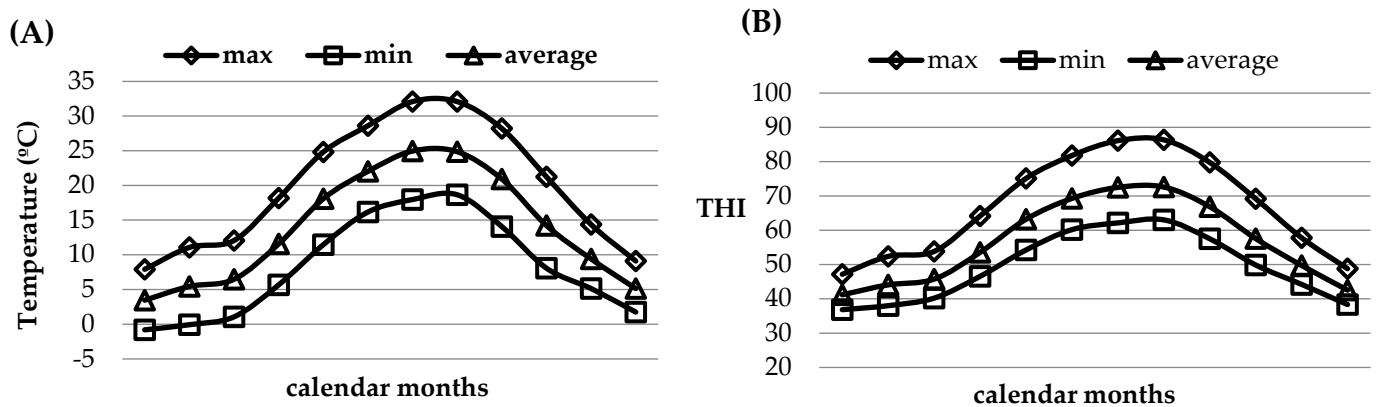 (A)
max min average
Temperature (ºC)
35
30
25
20
15
10
5
0
-5
calendar months
(B)
max min average
THI
100
90
80
70
60
50
40
30
20
calendar months